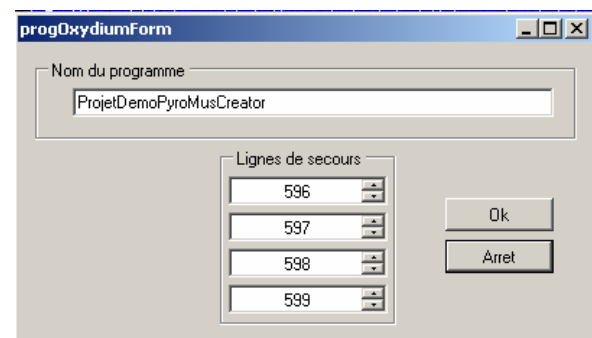 progOxydiumForm
Nom du programme
ProjetDemoPyroMusCreator
Lignes de secours
596
597
598
599
Ok
Arret